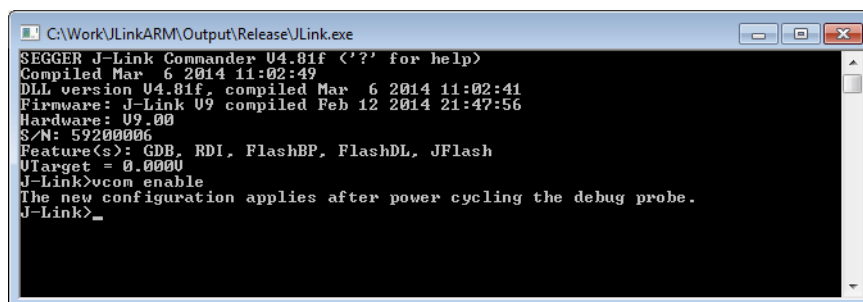 C:\Work\JLinkARM\Output\Release\JLink.exe
SEGGER J-Link Commander V4.81f ('?' for help)
Compiled Mar  6 2014 11:02:49
DLL version V4.81f, compiled Mar  6 2014 11:02:41
Firmware: J-Link V9 compiled Feb 12 2014 21:47:56
Hardware: V9.00
S/N: 59200006
Feature(s): GDB, RDI, FlashBP, FlashDL, JFlash
VTarget = 0.000V
J-Link>vcom enable
The new configuration applies after power cycling the debug probe.
J-Link>_